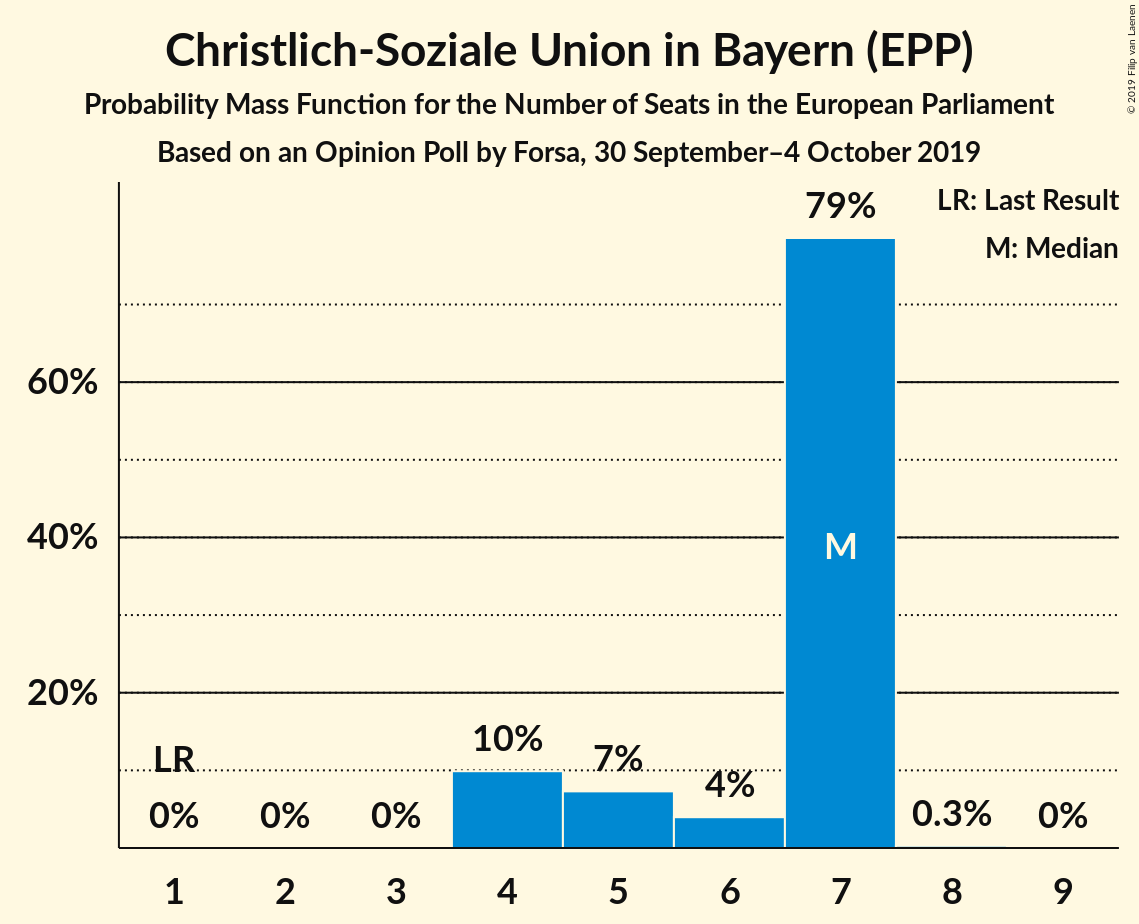 Christlich-Soziale Union in Bayern (EPP)
Probability Mass Function for the Number of Seats in the European Parliament
Based on an Opinion Poll by Forsa, 30 September–4 October 2019
© 2019 Filip van Laenen
LR: Last Result
M: Median
79%
60%
40%
M
20%
10%
7%
LR
4%
0%
0%
0%
0.3%
0%
1 2 3 4 5 6 7 8 9